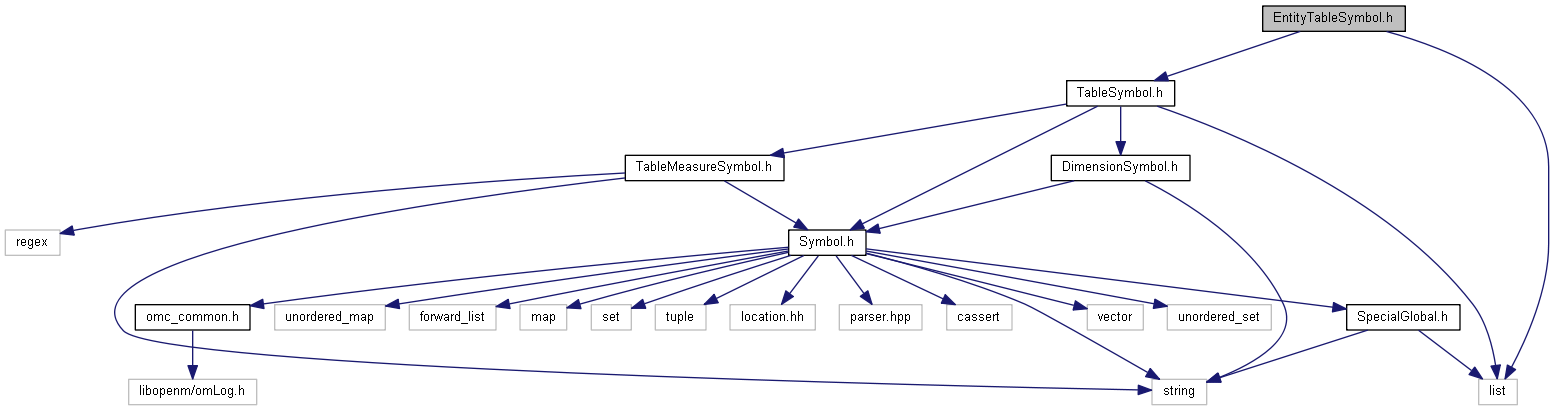 EntityTableSymbol.h
TableSymbol.h
TableMeasureSymbol.h
DimensionSymbol.h
regex
Symbol.h
omc_common.h
unordered_map
forward_list
map
set
tuple
location.hh
parser.hpp
cassert
vector
unordered_set
SpecialGlobal.h
libopenm/omLog.h
string
list